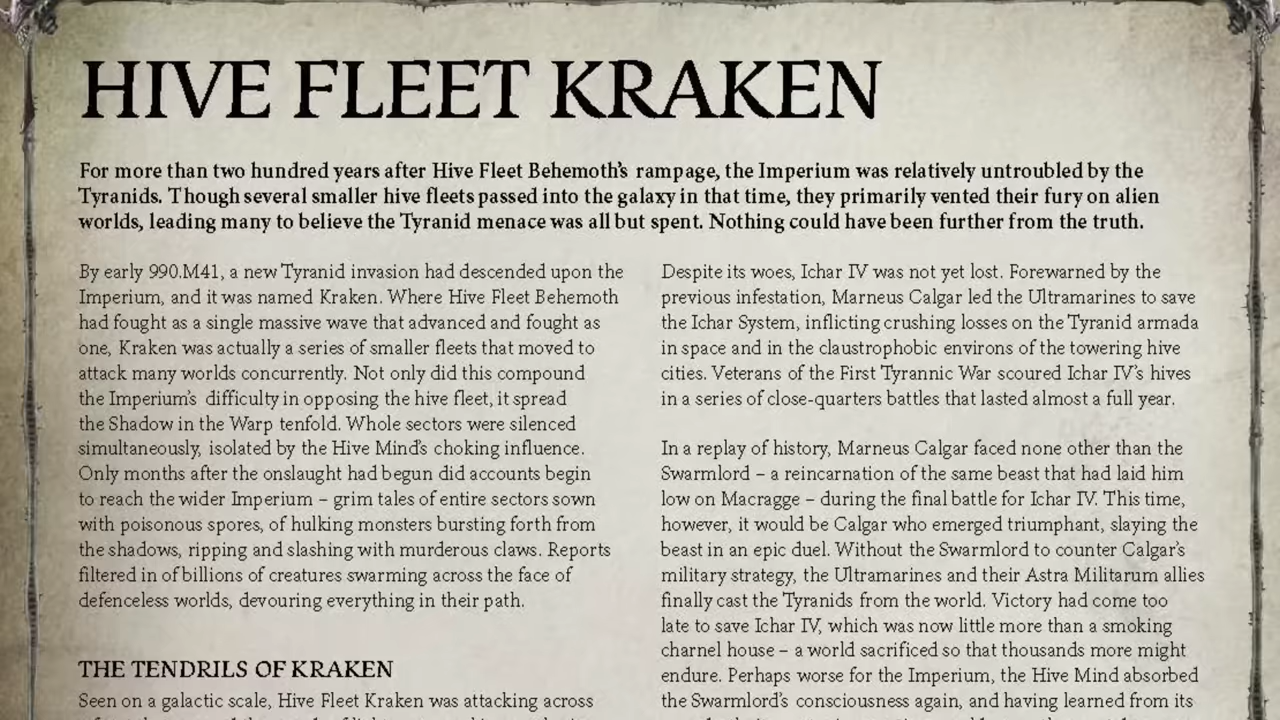 HIVE FLEET KRAKEN
For more than two hundred years after Hive Fleet Behemoth's rampage, the Imperium was relatively untroubled by the
Tyranids. Though several smaller hive fleets passed into the galaxy in that time, they primarily vented their fury on alien
worlds, leading many to believe the Tyranid menace was all but spent. Nothing could have been further from the truth.
By early 990.M41, a new Tyranid invasion had descended upon the
Imperium, and it was named Kraken. Where Hive Fleet Behemoth
had fought as a single massive wave that advanced and fought as
one, Kraken was actually a series of smaller fleets that moved to
attack many worlds concurrently. Not only did this compound
the Imperium's difficulty in opposing the hive fleet, it spread
the Shadow in the Warp tenfold. Whole sectors were silenced
simultaneously, isolated by the Hive Mind's choking influence.
Only months after the onslaught had begun did accounts begin
to reach the wider Imperium – grim tales of entire sectors sown
with poisonous spores, of hulking monsters bursting forth from
the shadows, ripping and slashing with murderous claws. Reports
filtered in of billions of creatures swarming across the face of
defenceless worlds, devouring everything in their path.
THE TENDRILS OF KRAKEN
Seen on a galactic scale, Hive Fleet Kraken was attacking across
Despite its woes, Ichar IV was not yet lost. Forewarned by the
previous infestation, Marneus Calgar led the Ultramarines to save
the Ichar System, inflicting crushing losses on the Tyranid armada
in space and in the claustrophobic environs of the towering hive
cities. Veterans of the First Tyrannic War scoured Ichar IV's hives
in a series of close-quarters battles that lasted almost a full year.
In a replay of history, Marneus Calgar faced none other than the
Swarmlord – a reincarnation of the same beast that had laid him
low on Macragge – during the final battle for Ichar IV. This time,
however, it would be Calgar who emerged triumphant, slaying the
beast in an epic duel. Without the Swarmlord to counter Calgar's
military strategy, the Ultramarines and their Astra Militarum allies
finally cast the Tyranids from the world. Victory had come too
late to save Ichar IV, which was now little more than a smoking
charnel house – a world sacrificed so that thousands more might
endure. Perhaps worse for the Imperium, the Hive Mind absorbed
the Swarmlord's consciousness again, and having learned from its